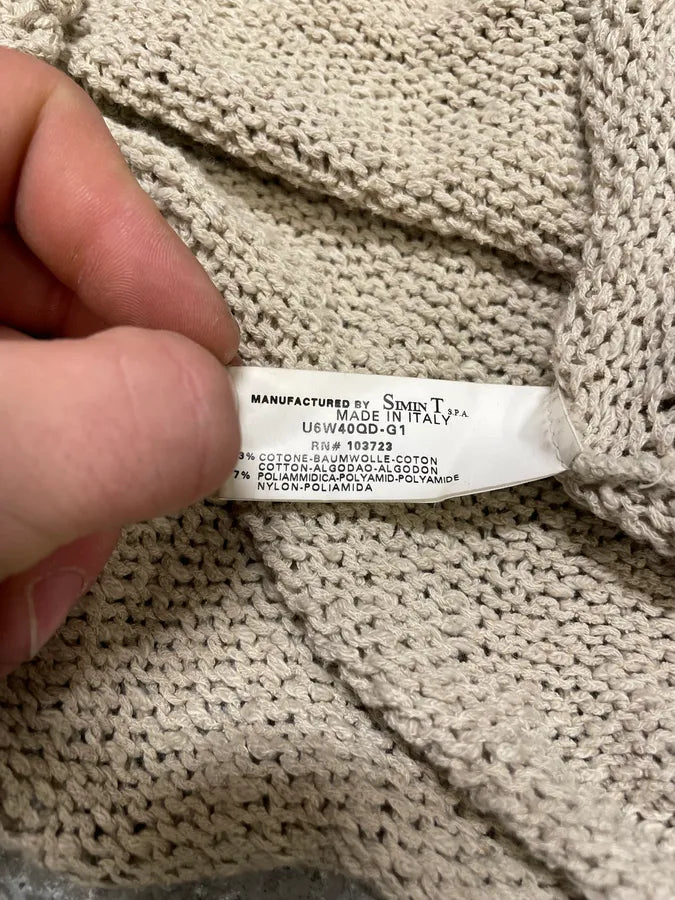 MANUFACTURED BY SIMINT S.P.A.
MADE IN ITALY
U6W40QD-G1
RN# 103723
3% COTONE-BAUMWOLLE-COTON
COTTON-ALGODAO-ALGODON
7% POLIAMMIDICA-POLYAMID-POLYAMIDE
NYLON-POLIAMIDA